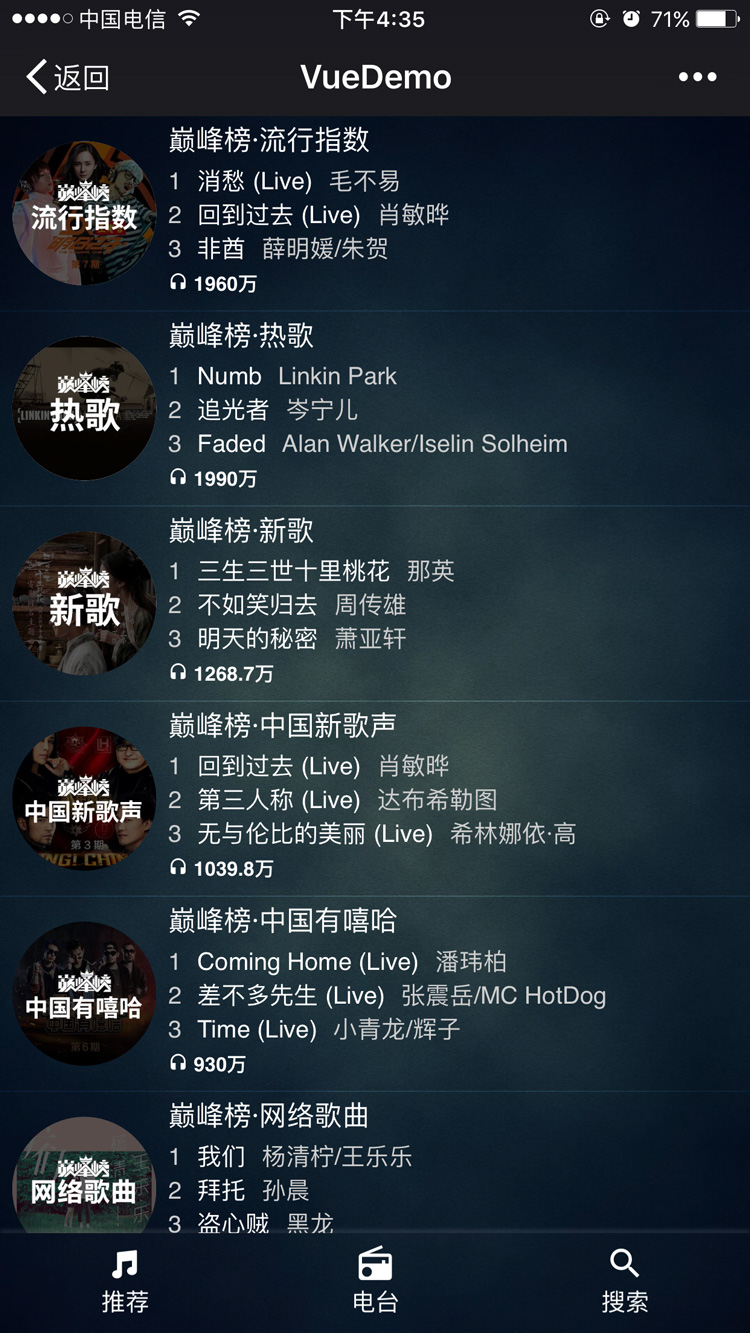 中国电信 下午4:35 71%
返回 VueDemo
巅峰榜·流行指数
巅峰榜
流行指数
第7期
1 消愁 (Live) 毛不易
2 回到过去 (Live) 肖敏晔
3 非酋 薛明媛/朱贺
1960万
巅峰榜·热歌
巅峰榜
热歌
1 Numb Linkin Park
2 追光者 岑宁儿
3 Faded Alan Walker/Iselin Solheim
1990万
巅峰榜·新歌
巅峰榜
新歌
1 三生三世十里桃花 那英
2 不如笑归去 周传雄
3 明天的秘密 萧亚轩
1268.7万
巅峰榜·中国新歌声
巅峰榜
中国新歌声
第3期
1 回到过去 (Live) 肖敏晔
2 第三人称 (Live) 达布希勒图
3 无与伦比的美丽 (Live) 希林娜依·高
1039.8万
巅峰榜·中国有嘻哈
巅峰榜
中国有嘻哈
第6期
1 Coming Home (Live) 潘玮柏
2 差不多先生 (Live) 张震岳/MC HotDog
3 Time (Live) 小青龙/辉子
930万
巅峰榜·网络歌曲
巅峰榜
网络歌曲
1 我们 杨清柠/王乐乐
2 拜托 孙晨
3 盗心贼 黑龙
推荐 电台 搜索